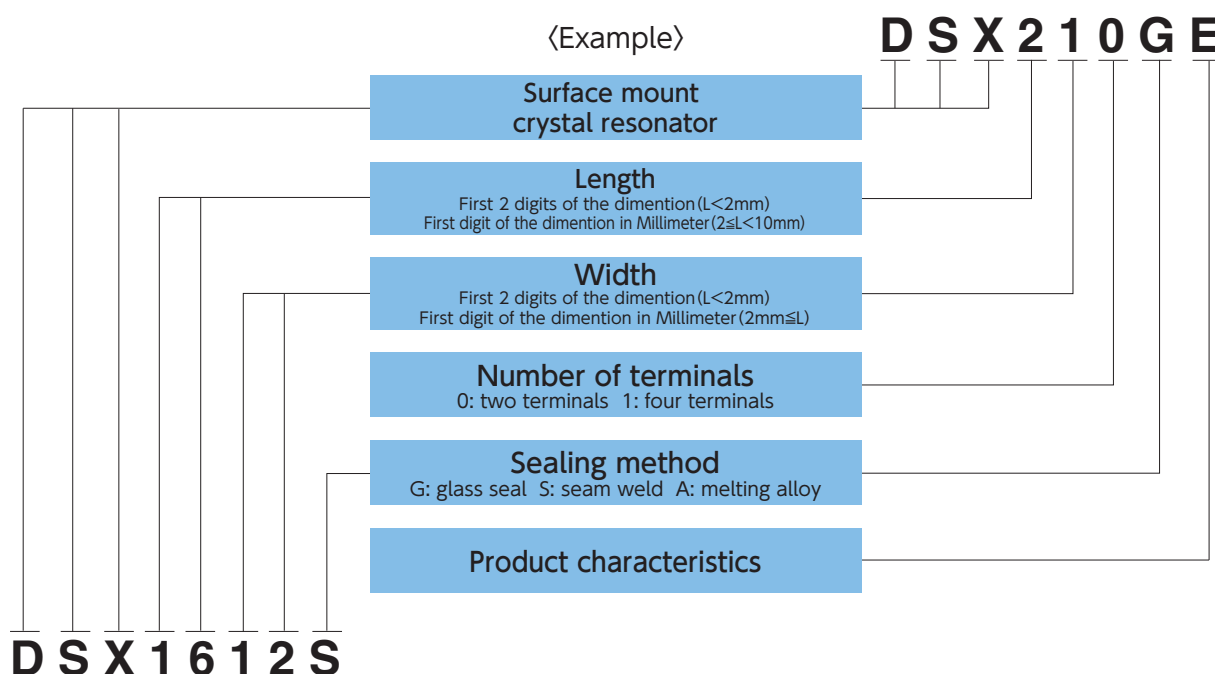 〈Example〉
DSX210GE
Surface mount
crystal resonator
Length
First 2 digits of the dimention(L<2mm)
First digit of the dimention in Millimeter(2≦L<10mm)
Width
First 2 digits of the dimention(L<2mm)
First digit of the dimention in Millimeter(2mm≦L)
Number of terminals
0: two terminals 1: four terminals
Sealing method
G: glass seal S: seam weld A: melting alloy
Product characteristics
DSX1612S